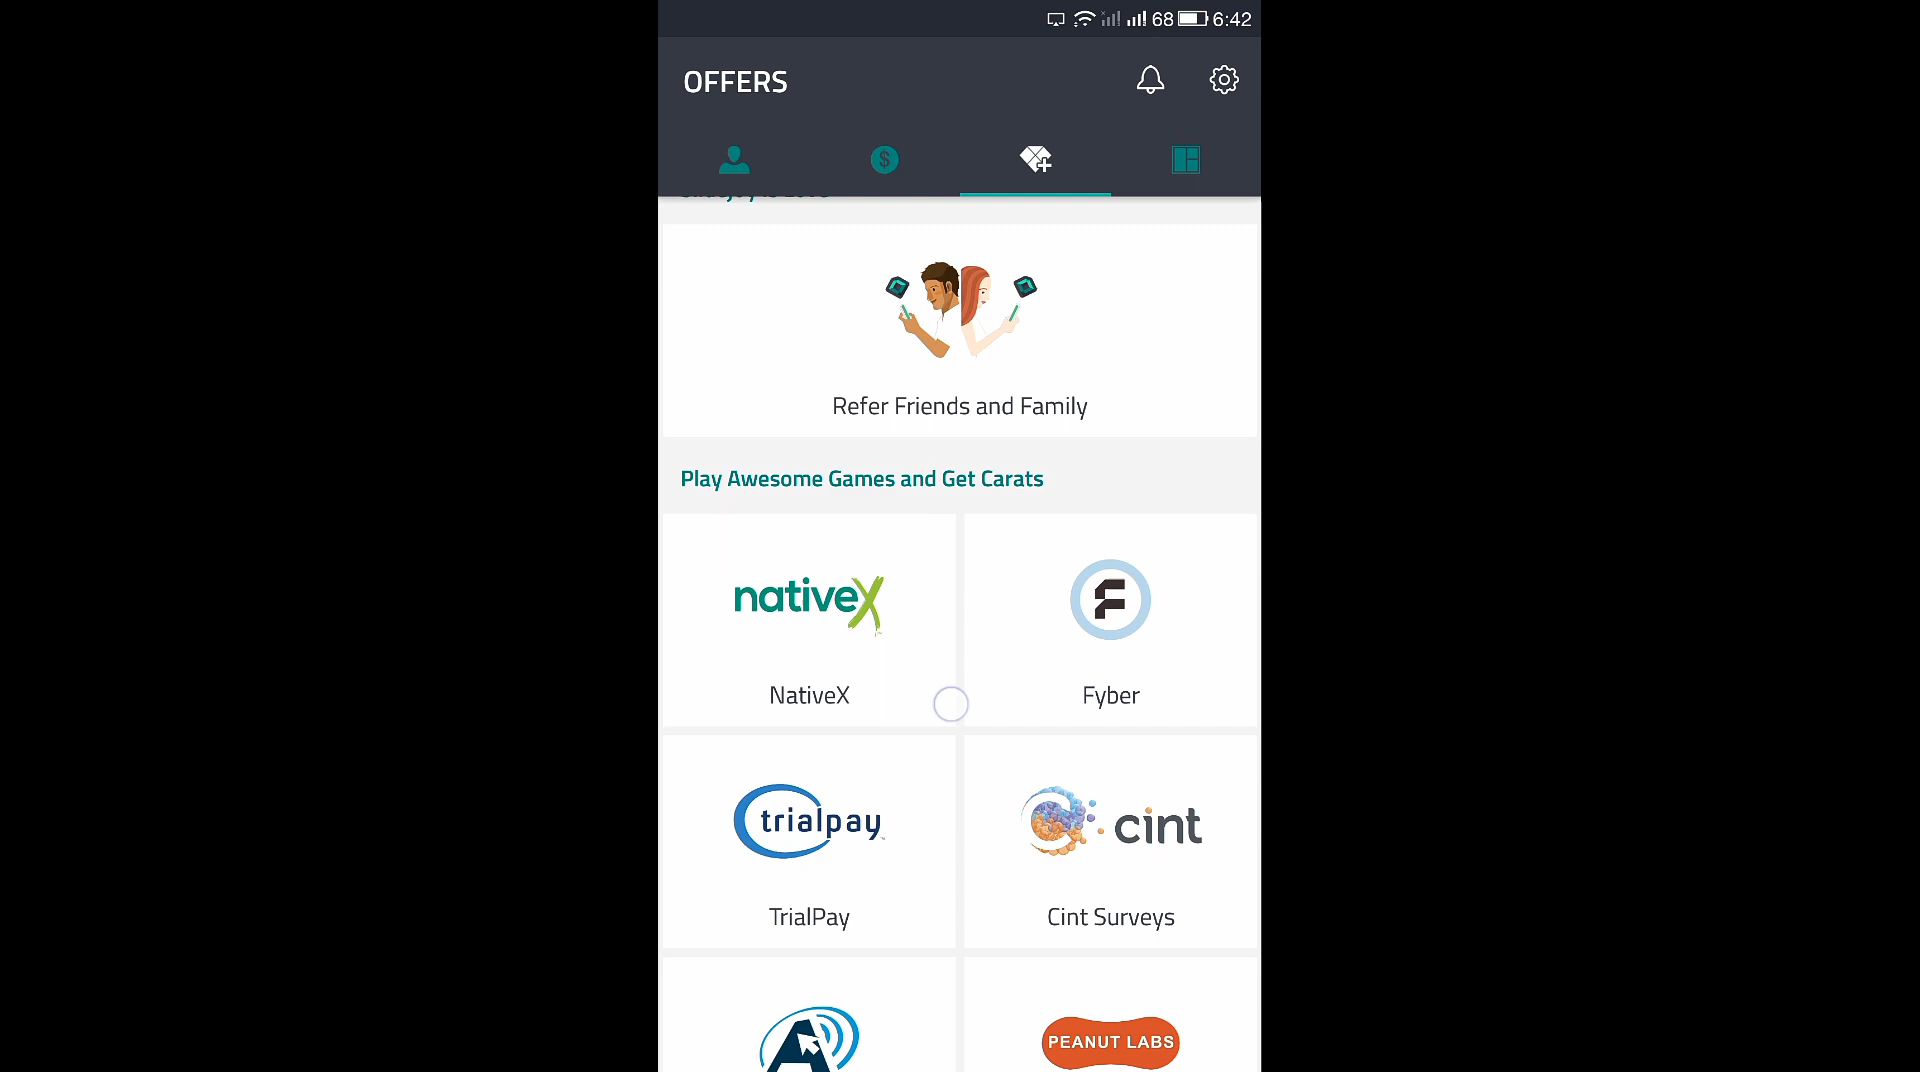 68 6:42
OFFERS
Refer Friends and Family
Play Awesome Games and Get Carats
nativeX
F
NativeX
Fyber
trialpay
cint
TrialPay
Cint Surveys
PEANUT LABS